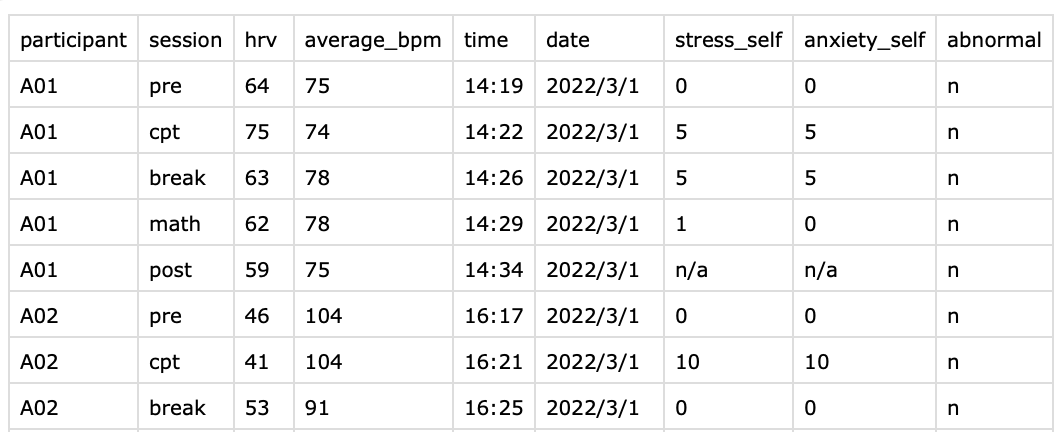 participant session hrv average_bpm time date stress_self anxiety_self abnormal
A01 pre 64 75 14:19 2022/3/1 0 0 n
A01 cpt 75 74 14:22 2022/3/1 5 5 n
A01 break 63 78 14:26 2022/3/1 5 5 n
A01 math 62 78 14:29 2022/3/1 1 0 n
A01 post 59 75 14:34 2022/3/1 n/a n/a n
A02 pre 46 104 16:17 2022/3/1 0 0 n
A02 cpt 41 104 16:21 2022/3/1 10 10 n
A02 break 53 91 16:25 2022/3/1 0 0 n